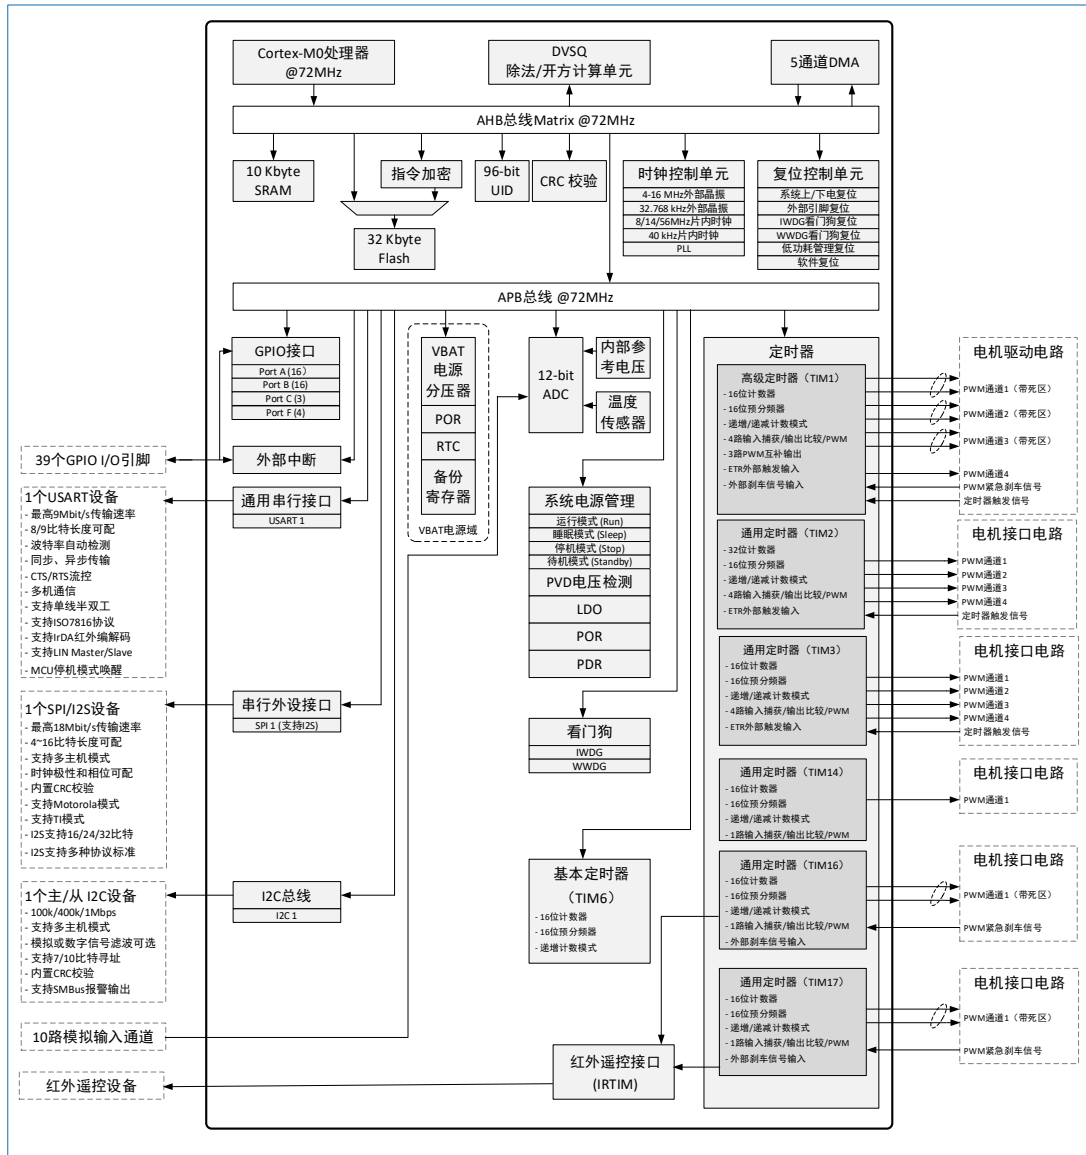 Cortex-M0处理器
@72MHz
DVSQ
除法/开方计算单元
5通道DMA
AHB总线Matrix @72MHz
10 Kbyte
SRAM
指令加密
96-bit
UID
CRC 校验
32 Kbyte
Flash
时钟控制单元
4-16 MHz外部晶振
32.768 kHz外部晶振
8/14/56MHz片内时钟
40 kHz片内时钟
PLL
复位控制单元
系统上/下电复位
外部引脚复位
IWDG看门狗复位
WWDG看门狗复位
低功耗管理复位
软件复位
APB总线 @72MHz
GPIO接口
Port A (16)
Port B (16)
Port C (3)
Port F (4)
外部中断
通用串行接口
USART 1
VBAT
电源
分压器
POR
RTC
备份
寄存器
VBAT电源域
12-bit
ADC
内部参
考电压
温度
传感器
系统电源管理
运行模式 (Run)
睡眠模式 (Sleep)
停机模式 (Stop)
待机模式 (Standby)
PVD电压检测
LDO
POR
PDR
串行外设接口
SPI 1 (支持I2S)
看门狗
IWDG
WWDG
I2C总线
I2C 1
基本定时器
（TIM6）
- 16位计数器
- 16位预分频器
- 递增计数模式
红外遥控接口
(IRTIM)
39个GPIO I/O引脚
1个USART设备
- 最高9Mbit/s传输速率
- 8/9比特长度可配
- 波特率自动检测
- 同步、异步传输
- CTS/RTS流控
- 多机通信
- 支持单线半双工
- 支持ISO7816协议
- 支持IrDA红外编解码
- 支持LIN Master/Slave
- MCU停机模式唤醒
1个SPI/I2S设备
- 最高18Mbit/s传输速率
- 4~16比特长度可配
- 支持多主机模式
- 时钟极性和相位可配
- 内置CRC校验
- 支持Motorola模式
- 支持TI模式
- I2S支持16/24/32比特
- I2S支持多种协议标准
1个主/从 I2C设备
- 100k/400k/1Mbps
- 支持多主机模式
- 模拟或数字信号滤波可选
- 支持7/10比特寻址
- 内置CRC校验
- 支持SMBus报警输出
10路模拟输入通道
红外遥控设备
定时器
高级定时器（TIM1）
- 16位计数器
- 16位预分频器
- 递增/递减计数模式
- 4路输入捕获/输出比较/PWM
- 3路PWM互补输出
- ETR外部触发输入
- 外部刹车信号输入
通用定时器（TIM2）
- 32位计数器
- 16位预分频器
- 递增/递减计数模式
- 4路输入捕获/输出比较/PWM
- ETR外部触发输入
通用定时器（TIM3）
- 16位计数器
- 16位预分频器
- 递增/递减计数模式
- 4路输入捕获/输出比较/PWM
- ETR外部触发输入
通用定时器（TIM14）
- 16位计数器
- 16位预分频器
- 递增/递减计数模式
- 1路输入捕获/输出比较/PWM
通用定时器（TIM16）
- 16位计数器
- 16位预分频器
- 递增/递减计数模式
- 1路输入捕获/输出比较/PWM
- 外部刹车信号输入
通用定时器（TIM17）
- 16位计数器
- 16位预分频器
- 递增/递减计数模式
- 1路输入捕获/输出比较/PWM
- 外部刹车信号输入
电机驱动电路
PWM通道1（带死区）
PWM通道2（带死区）
PWM通道3（带死区）
PWM通道4
PWM紧急刹车信号
定时器触发信号
电机接口电路
PWM通道1
PWM通道2
PWM通道3
PWM通道4
定时器触发信号
电机接口电路
PWM通道1
PWM通道2
PWM通道3
PWM通道4
定时器触发信号
电机接口电路
PWM通道1
电机接口电路
PWM通道1（带死区）
PWM紧急刹车信号
电机接口电路
PWM通道1（带死区）
PWM紧急刹车信号